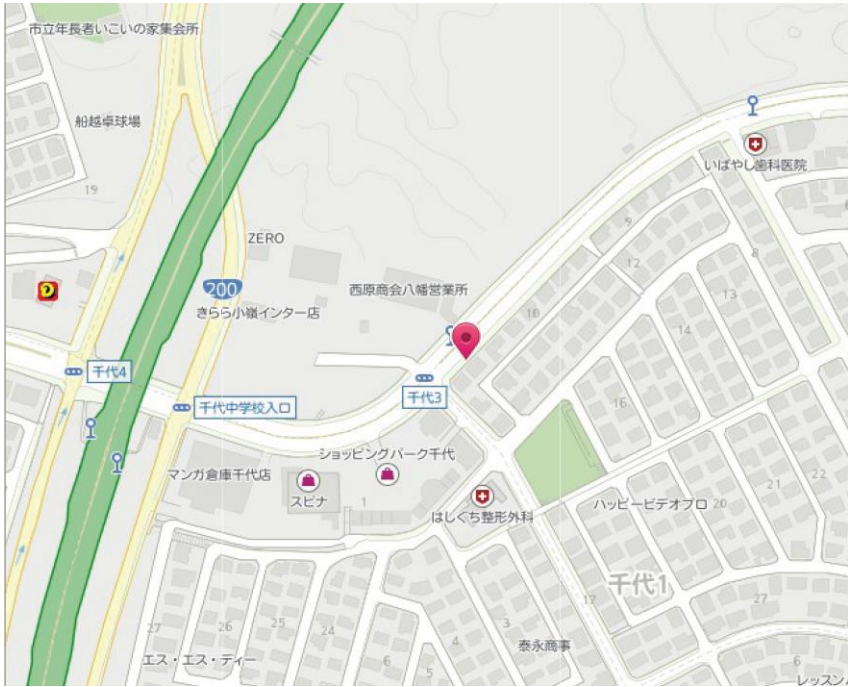 市立年長者いこいの家集会所
船越卓球場
19
いばやし歯科医院
ZERO
9
8
12
西原商会八幡営業所
200
きらら小嶺インター店
10
13
14
千代4
千代3
千代中学校入口
16
ショッピングパーク千代
マンガ倉庫千代店
スピナ
1
はしぐち整形外科
ハッピービデオプロ
22
21
20
千代1
17
27
27
26
25
24
4
3
泰永商事
エス・エス・ディー
6
5
6
レッスン